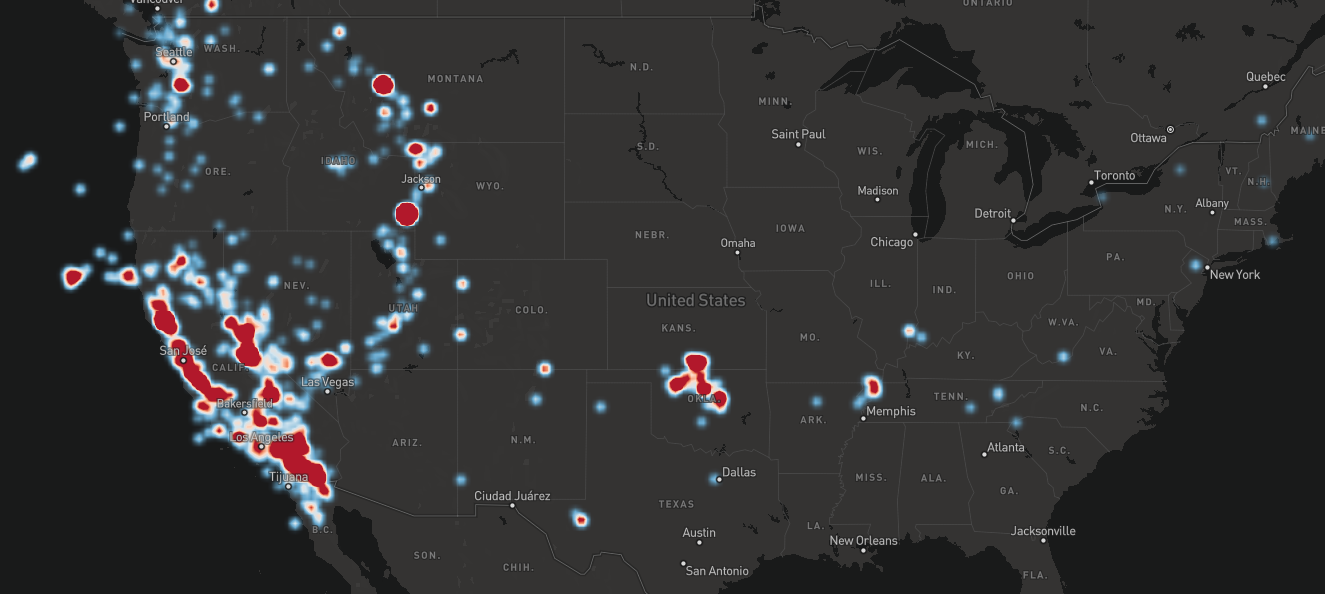 Vancouver
ONTARIO
WASH.
Seattle
MONTANA
N.D.
Quebec
MINN.
Portland
Saint Paul
Ottawa
MAINE
S.D.
WIS.
MICH.
IDAHO
ORE.
Jackson
WYO.
Madison
Toronto
VT.
N.H.
N.Y.
Albany
Detroit
MASS.
NEBR.
IOWA
Omaha
Chicago
PA.
NEV.
ILL.
IND.
OHIO
New York
United States
UTAH
COLO.
MD.
KANS.
MO.
W.VA.
San José
KY.
VA.
CALIF.
Las Vegas
OKLA.
TENN.
Bakersfield
ARK.
Memphis
N.C.
Los Angeles
ARIZ.
N.M.
Atlanta
S.C.
Tijuana
Dallas
MISS.
ALA.
GA.
Ciudad Juárez
TEXAS
B.C.
Austin
LA.
New Orleans
Jacksonville
SON.
CHIH.
San Antonio
FLA.